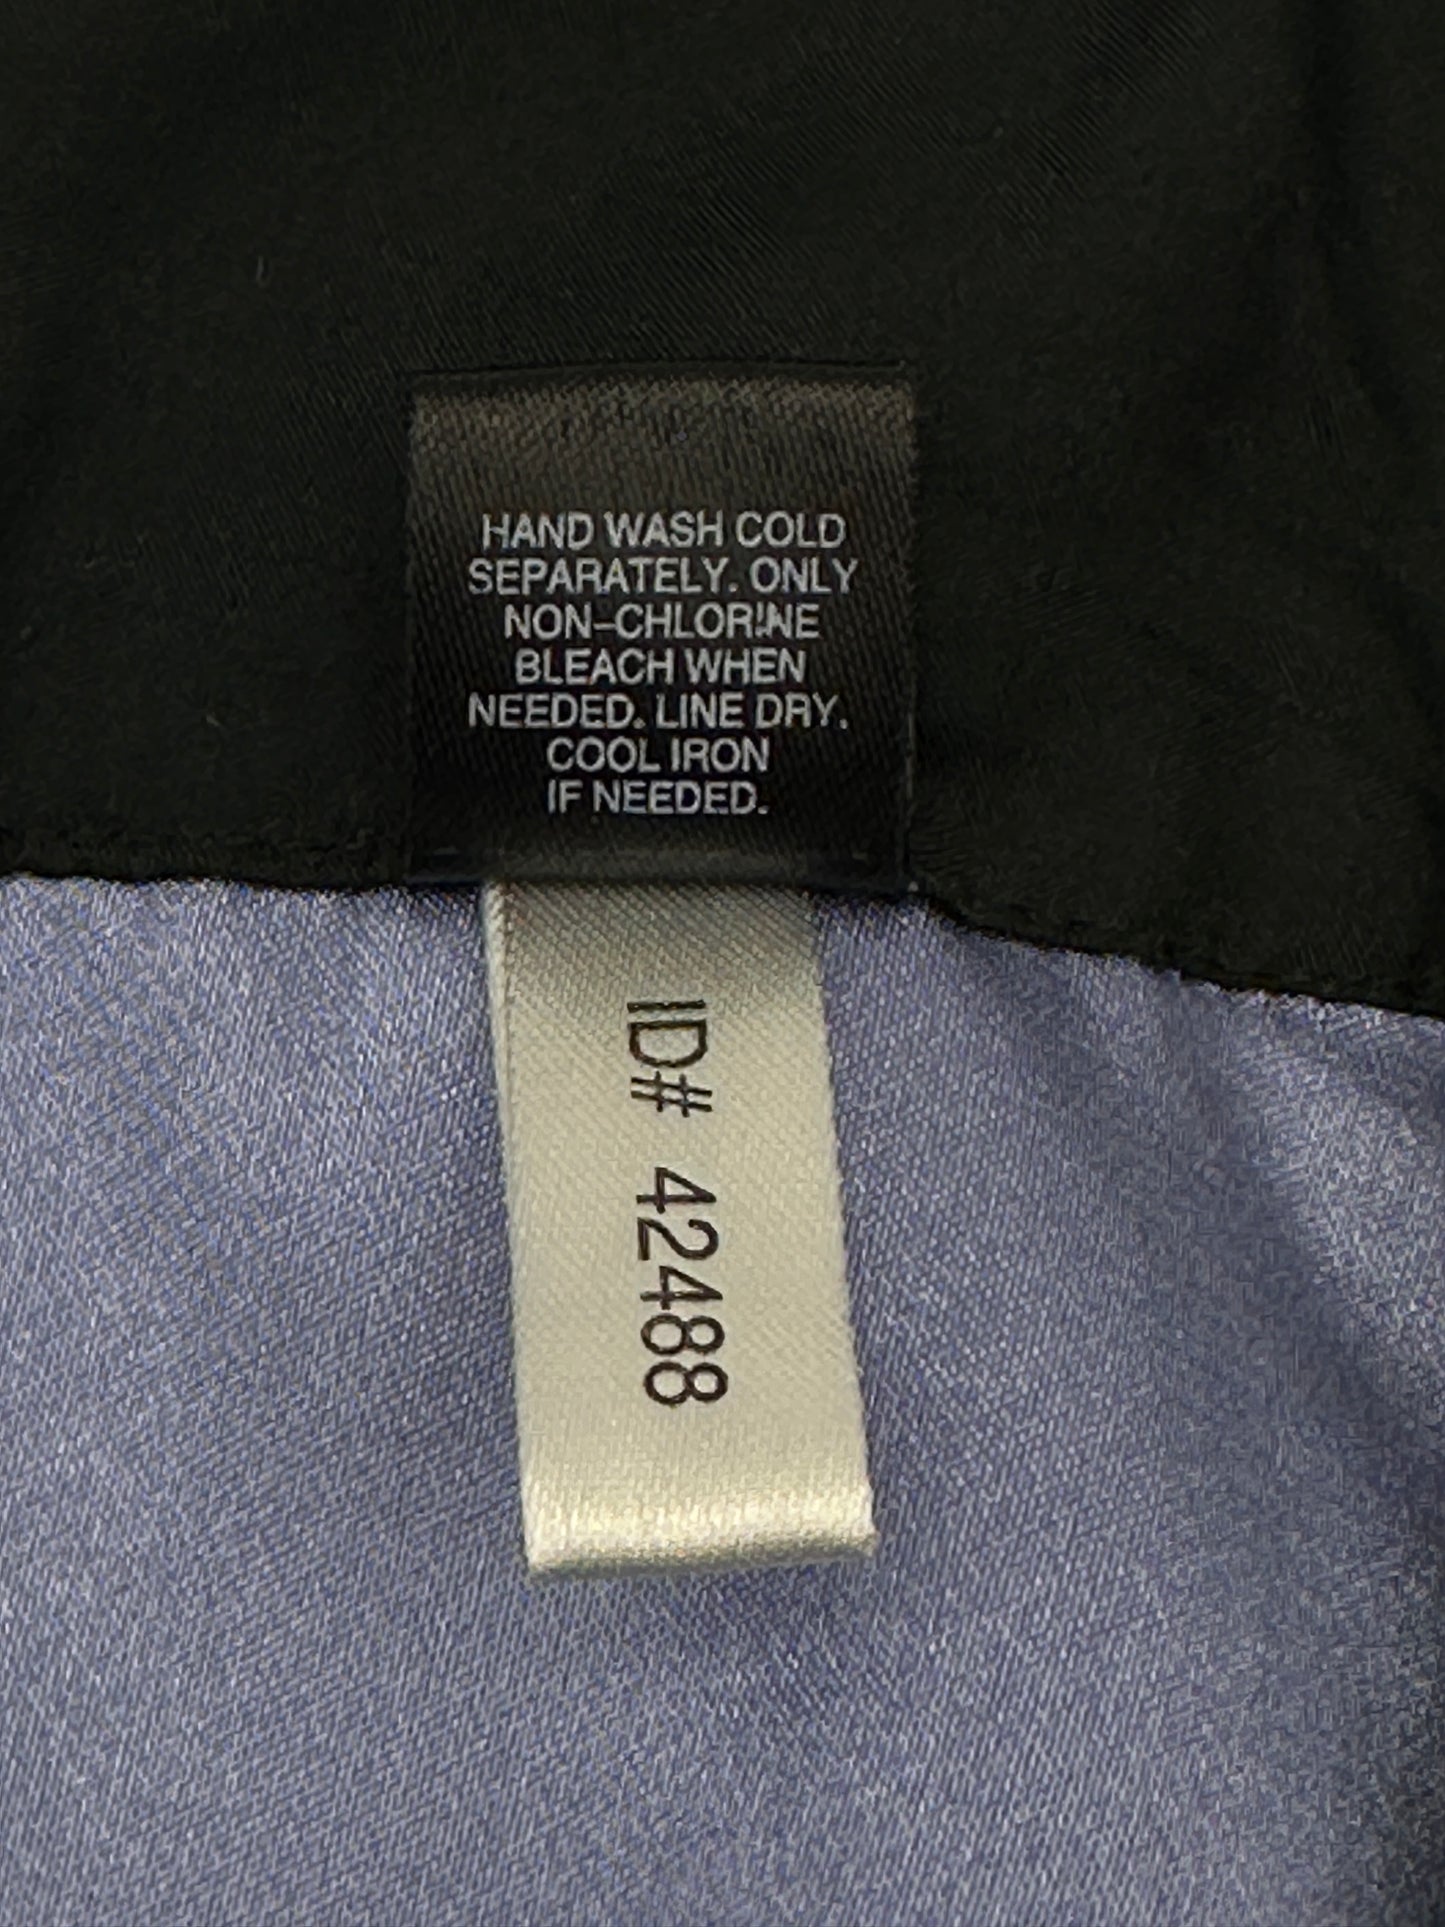 HAND WASH COLD
SEPARATELY. ONLY
NON-CHLORINE
BLEACH WHEN
NEEDED. LINE DRY.
COOL IRON
IF NEEDED.
ID# 42488